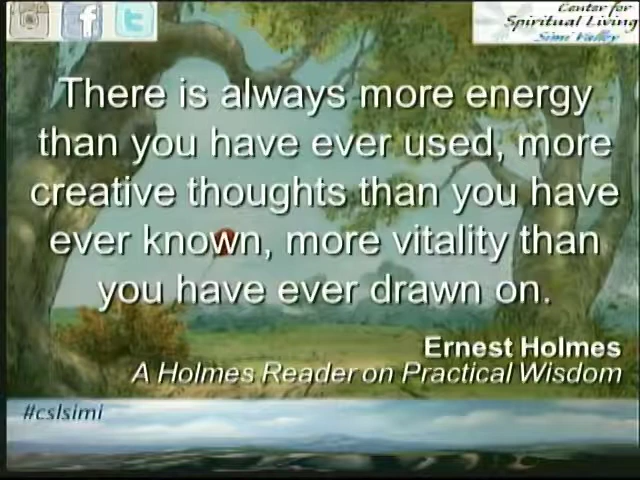 Center for
Spiritual Living
Simi Valley
There is always more energy
than you have ever used, more
creative thoughts than you have
ever known, more vitality than
you have ever drawn on.
Ernest Holmes
A Holmes Reader on Practical Wisdom
#cslsimi